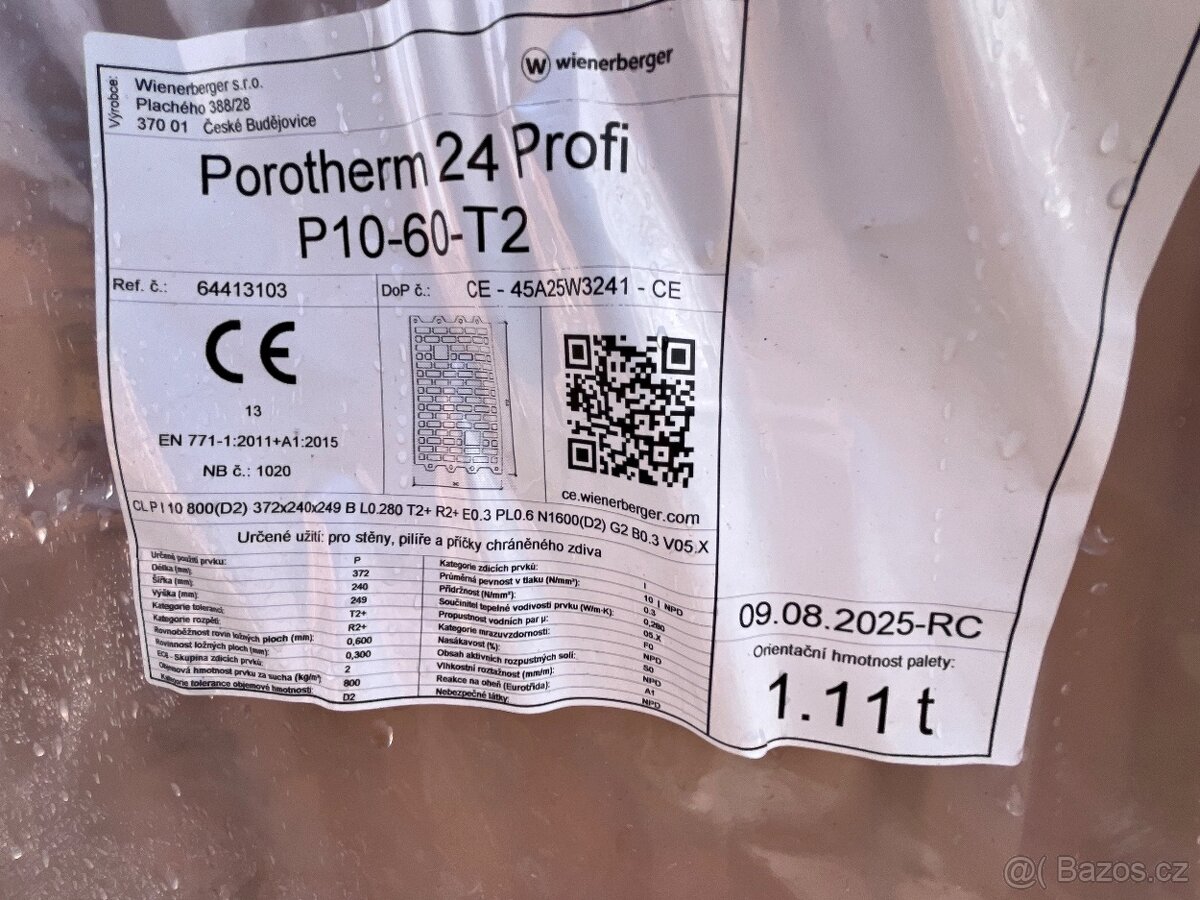 Výrobce:
Wienerberger s.r.o.
Plachého 388/28
370 01 České Budějovice
W wienerberger
Porotherm 24 Profi
P10-60-T2
Ref. č.: 64413103
DoP č.: CE - 45A25W3241 - CE
CE
13
EN 771-1:2011+A1:2015
NB č.: 1020
ce.wienerberger.com
CL P I 10 800(D2) 372x240x249 B L0.280 T2+ R2+ E0.3 PL0.6 N1600(D2) G2 B0.3 V05.X
Určené užití: pro stěny, pilíře a příčky chráněného zdiva
Určené použití prvku: P
Délka (mm): 372
Šířka (mm): 240
Výška (mm): 249
Kategorie tolerancí: T2+
Kategorie rozpětí: R2+
Rovnoběžnost rovin ložných ploch (mm): 0,600
Rovinnost ložných ploch (mm): 0,300
EC6 - Skupina zdicích prvků: 2
Objemová hmotnost prvku za sucha (kg/m³) 800
Kategorie tolerance objemové hmotnosti: D2
Kategorie zdicích prvků: I
Průměrná pevnost v tlaku (N/mm²): 10 | NPD
Přídržnost (N/mm²): 0.3
Součinitel tepelné vodivosti prvku (W/m·K): 0,280
Propustnost vodních par μ: 05.X
Kategorie mrazuvzdornosti: F0
Nasákavost (%): NPD
Obsah aktivních rozpustných solí: S0
Vlhkostní roztažnost (mm/m): NPD
Reakce na oheň (Eurotřída): A1
Nebezpečné látky: NPD
09.08.2025-RC
Orientační hmotnost palety:
1.11 t
@( Bazos.cz